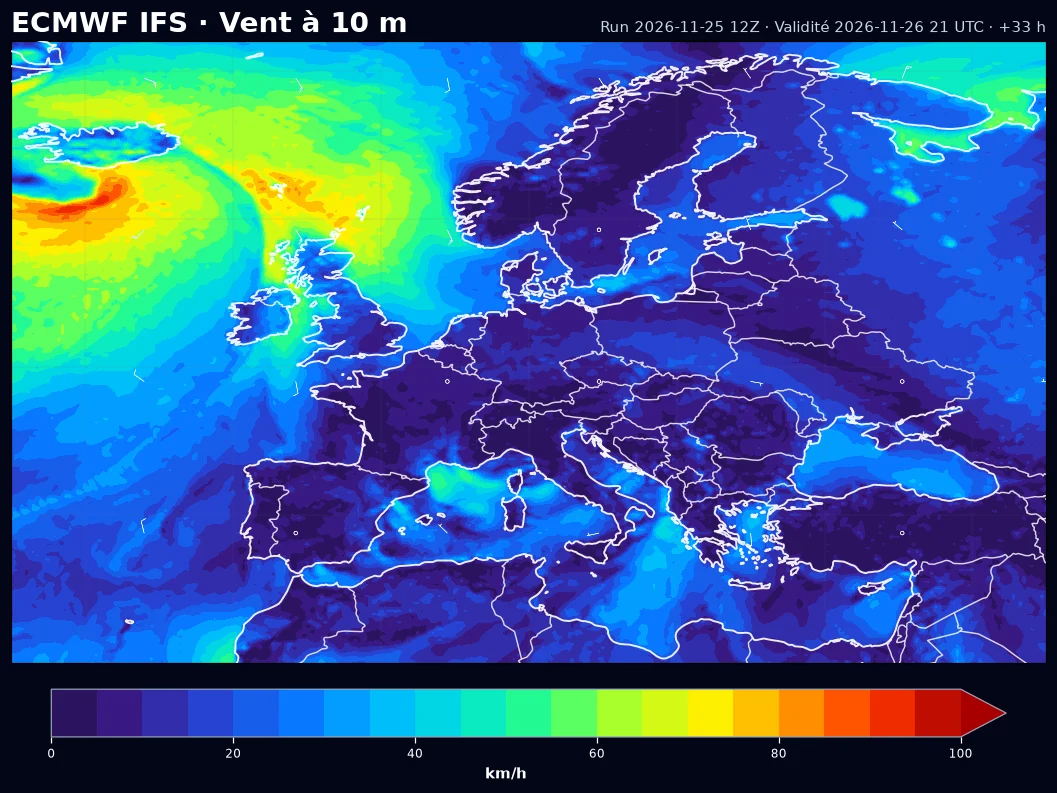 ECMWF IFS · Vent à 10 m
Run 2026-11-25 12Z · Validité 2026-11-26 21 UTC · +33 h
0 20 40 60 80 100
km/h